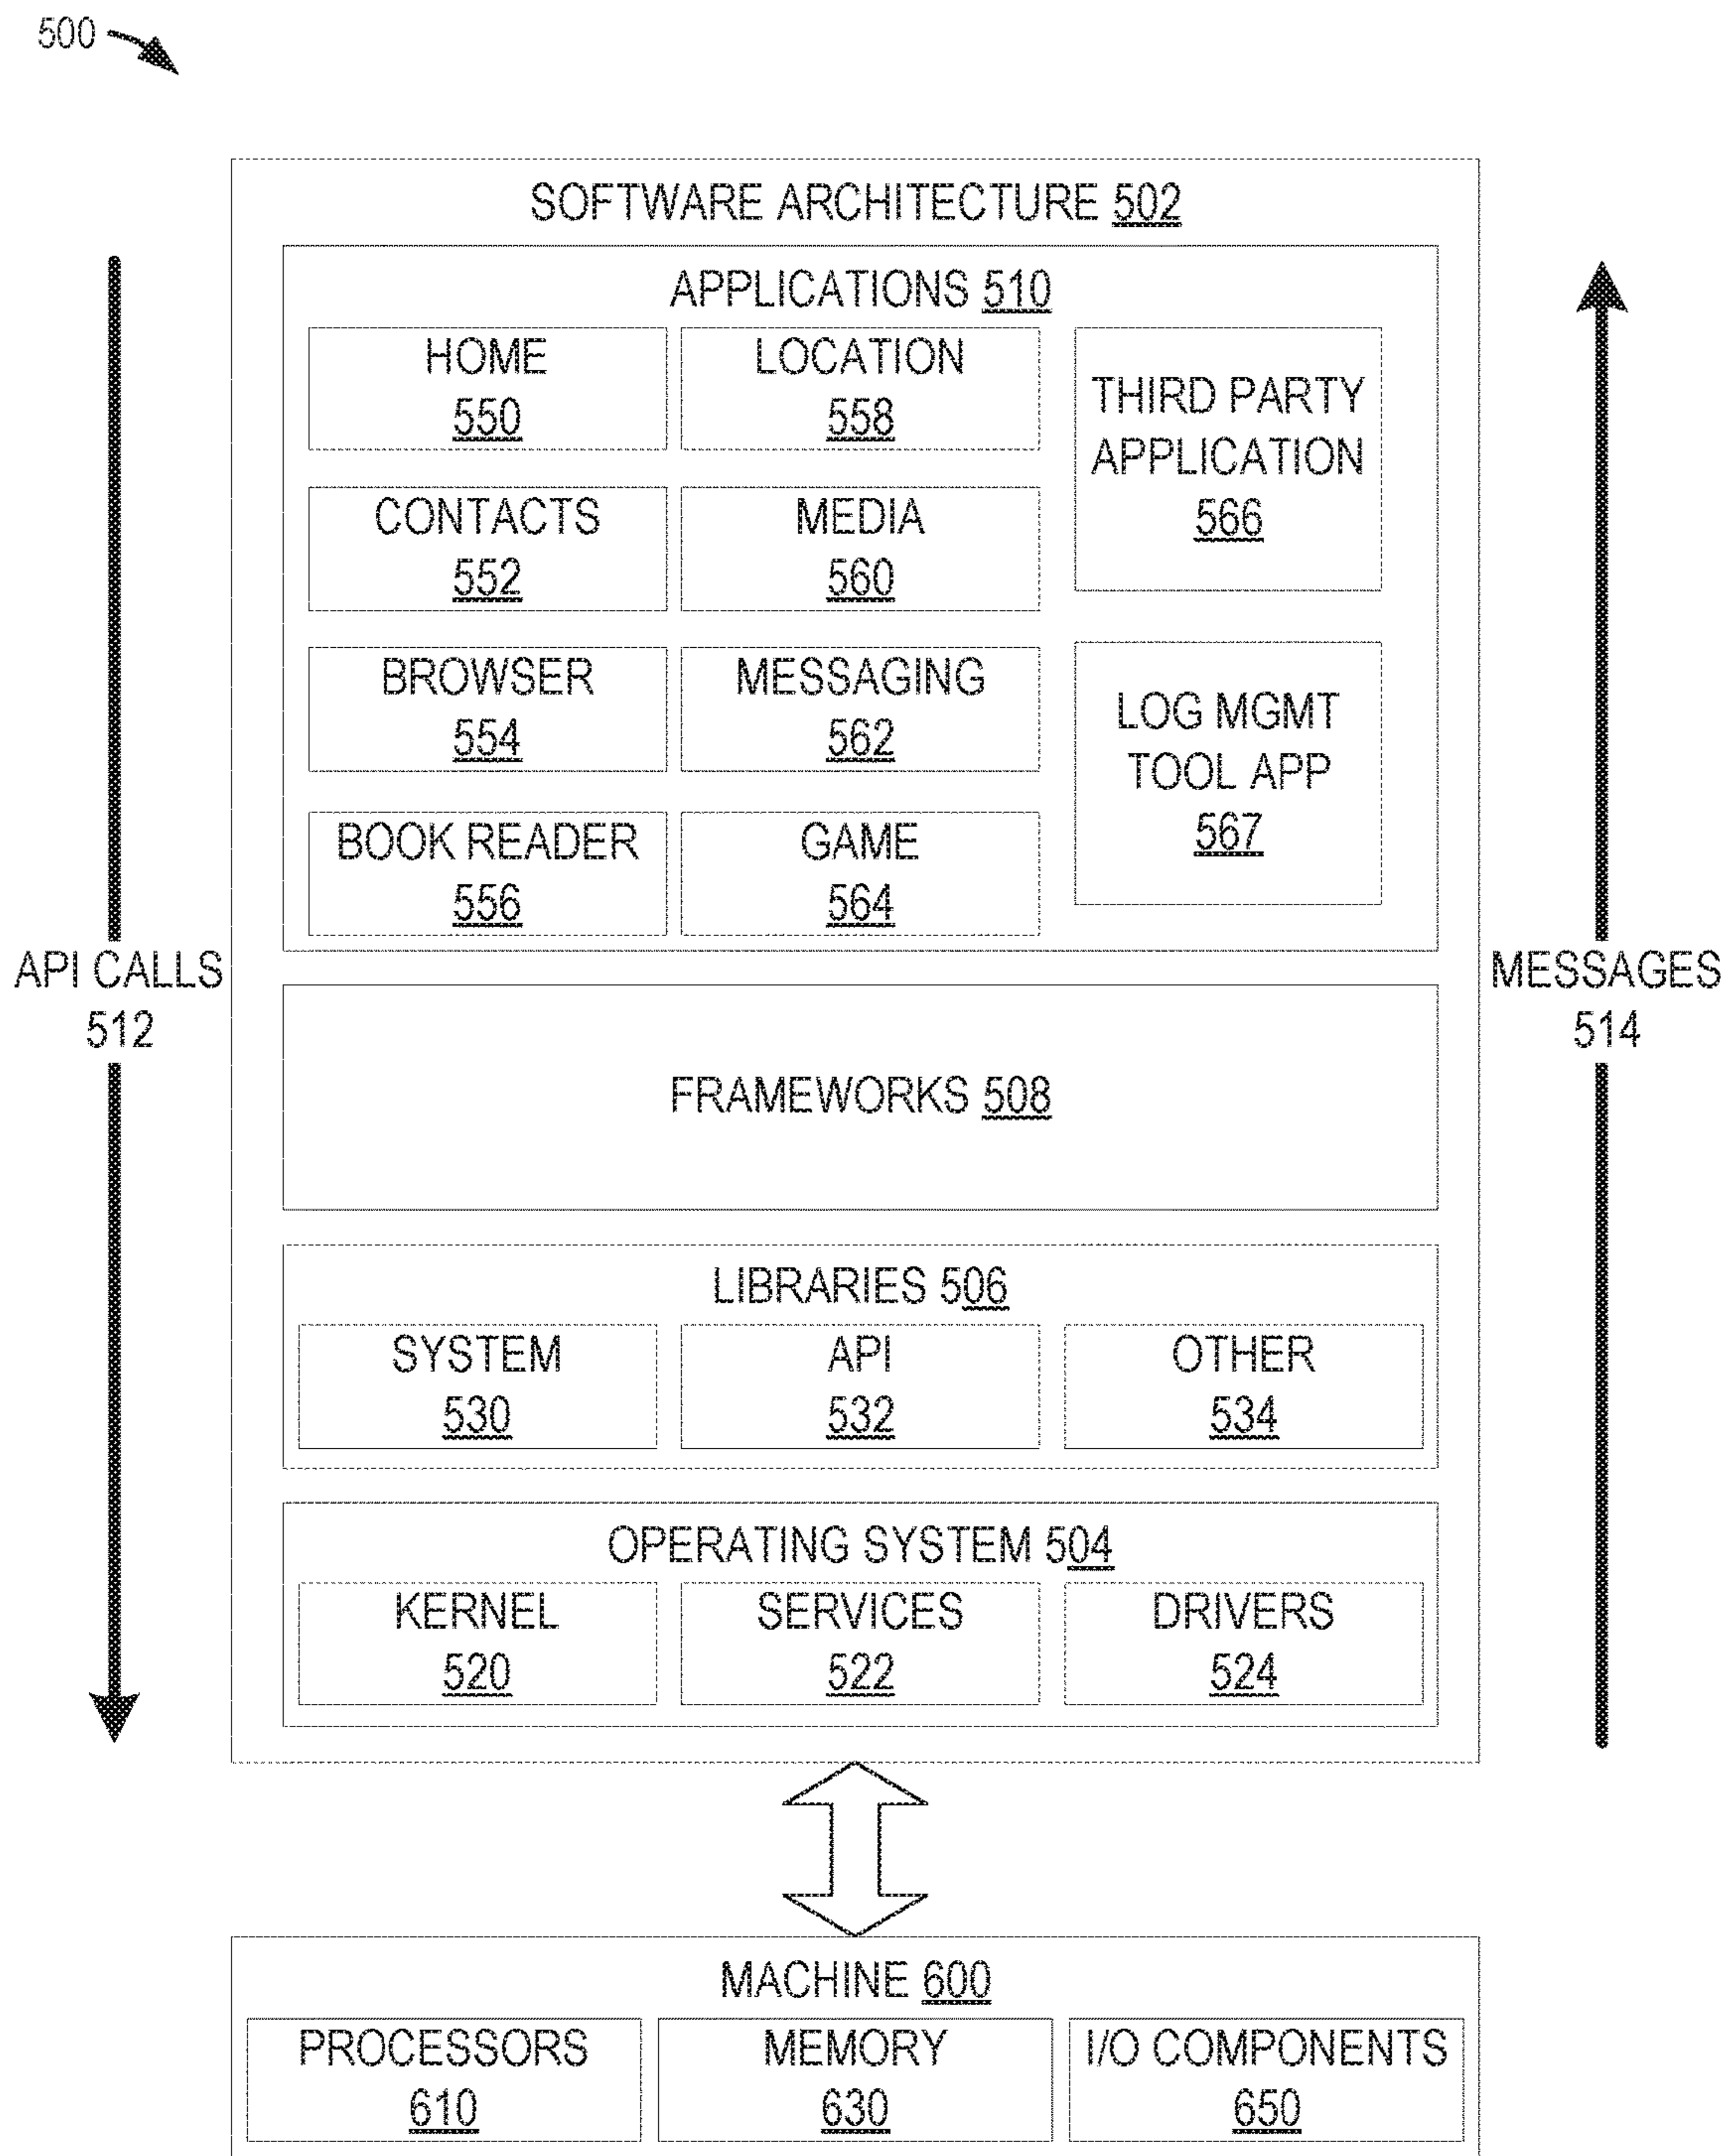 500
SOFTWARE ARCHITECTURE 502
APPLICATIONS 510
HOME
550
LOCATION
558
THIRD PARTY
APPLICATION
566
CONTACTS
552
MEDIA
560
BROWSER
554
MESSAGING
562
LOG MGMT
TOOL APP
567
BOOK READER
556
GAME
564
API CALLS
512
MESSAGES
514
FRAMEWORKS 508
LIBRARIES 506
SYSTEM
530
API
532
OTHER
534
OPERATING SYSTEM 504
KERNEL
520
SERVICES
522
DRIVERS
524
MACHINE 600
PROCESSORS
610
MEMORY
630
I/O COMPONENTS
650